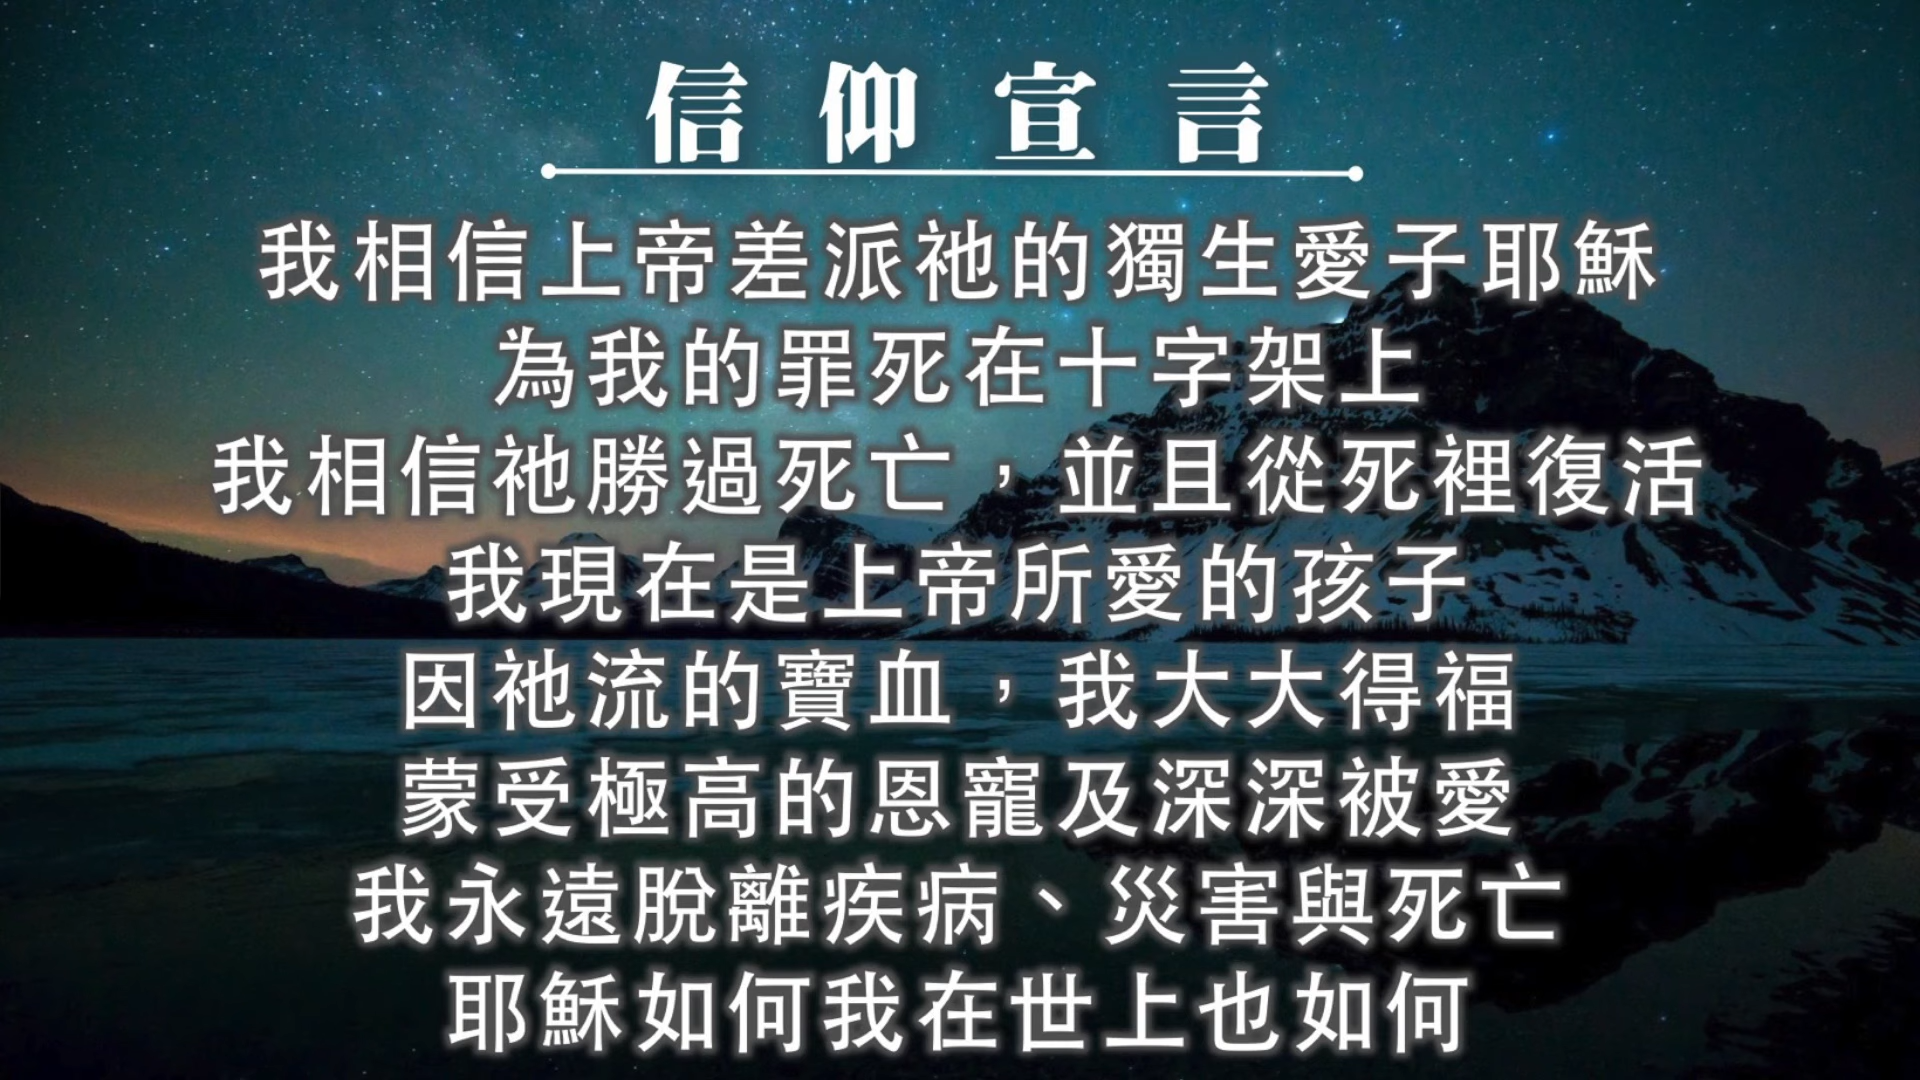 信仰宣言
我相信上帝差派祂的獨生愛子耶穌
為我的罪死在十字架上
我相信祂勝過死亡，並且從死裡復活
我現在是上帝所愛的孩子
因祂流的寶血，我大大得福
蒙受極高的恩寵及深深被愛
我永遠脫離疾病、災害與死亡
耶穌如何我在世上也如何